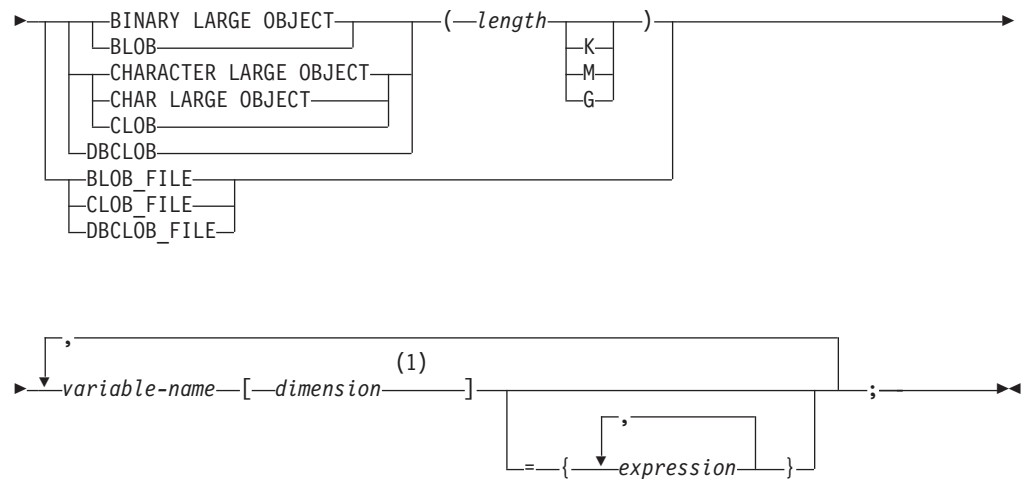 BINARY LARGE OBJECT ( length )
BLOB K
CHARACTER LARGE OBJECT M
CHAR LARGE OBJECT G
CLOB
DBCLOB
BLOB_FILE
CLOB_FILE
DBCLOB_FILE
,
(1)
variable-name [ dimension ] ;
,
= { expression }